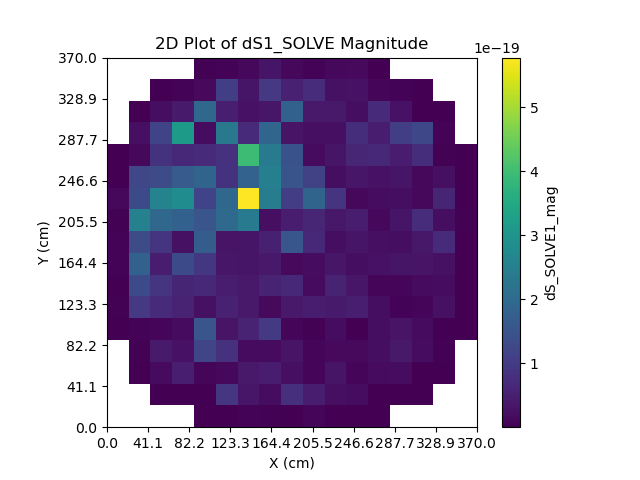 2D Plot of dS1_SOLVE Magnitude
1e−19
370.0
328.9
287.7
246.6
205.5
164.4
123.3
82.2
41.1
0.0
Y (cm)
0.0 41.1 82.2 123.3 164.4 205.5 246.6 287.7 328.9 370.0
X (cm)
5
4
3
2
1
dS_SOLVE1_mag